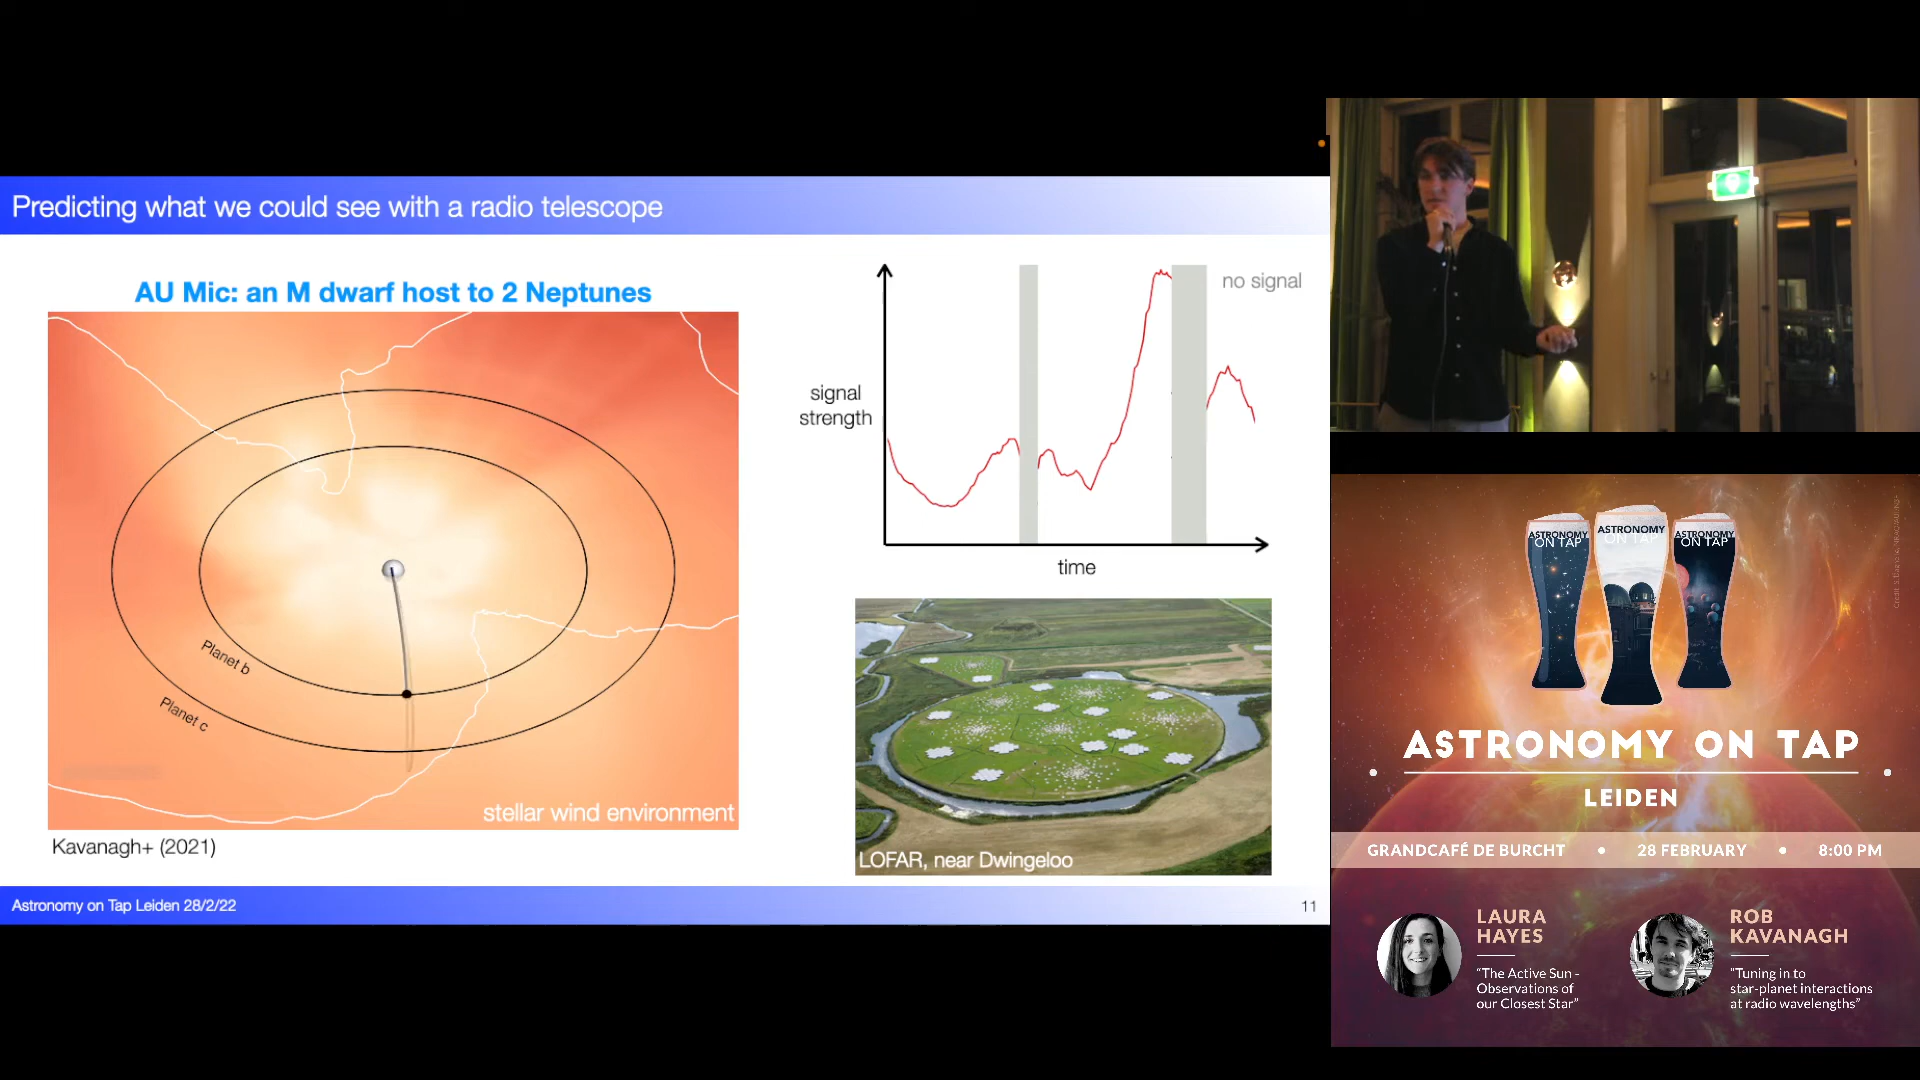 Predicting what we could see with a radio telescope
AU Mic: an M dwarf host to 2 Neptunes
Planet b
Planet c
stellar wind environment
Kavanagh+ (2021)
signal
strength
no signal
time
LOFAR, near Dwingeloo
Astronomy on Tap Leiden 28/2/22
11
ASTRONOMY
ON TAP
ASTRONOMY
ON TAP
ASTRONOMY
ON TAP
ASTRONOMY ON TAP
LEIDEN
GRANDCAFÉ DE BURCHT • 28 FEBRUARY • 8:00 PM
LAURA
HAYES
"The Active Sun -
Observations of
our Closest Star"
ROB
KAVANAGH
"Tuning in to
star-planet interactions
at radio wavelengths"